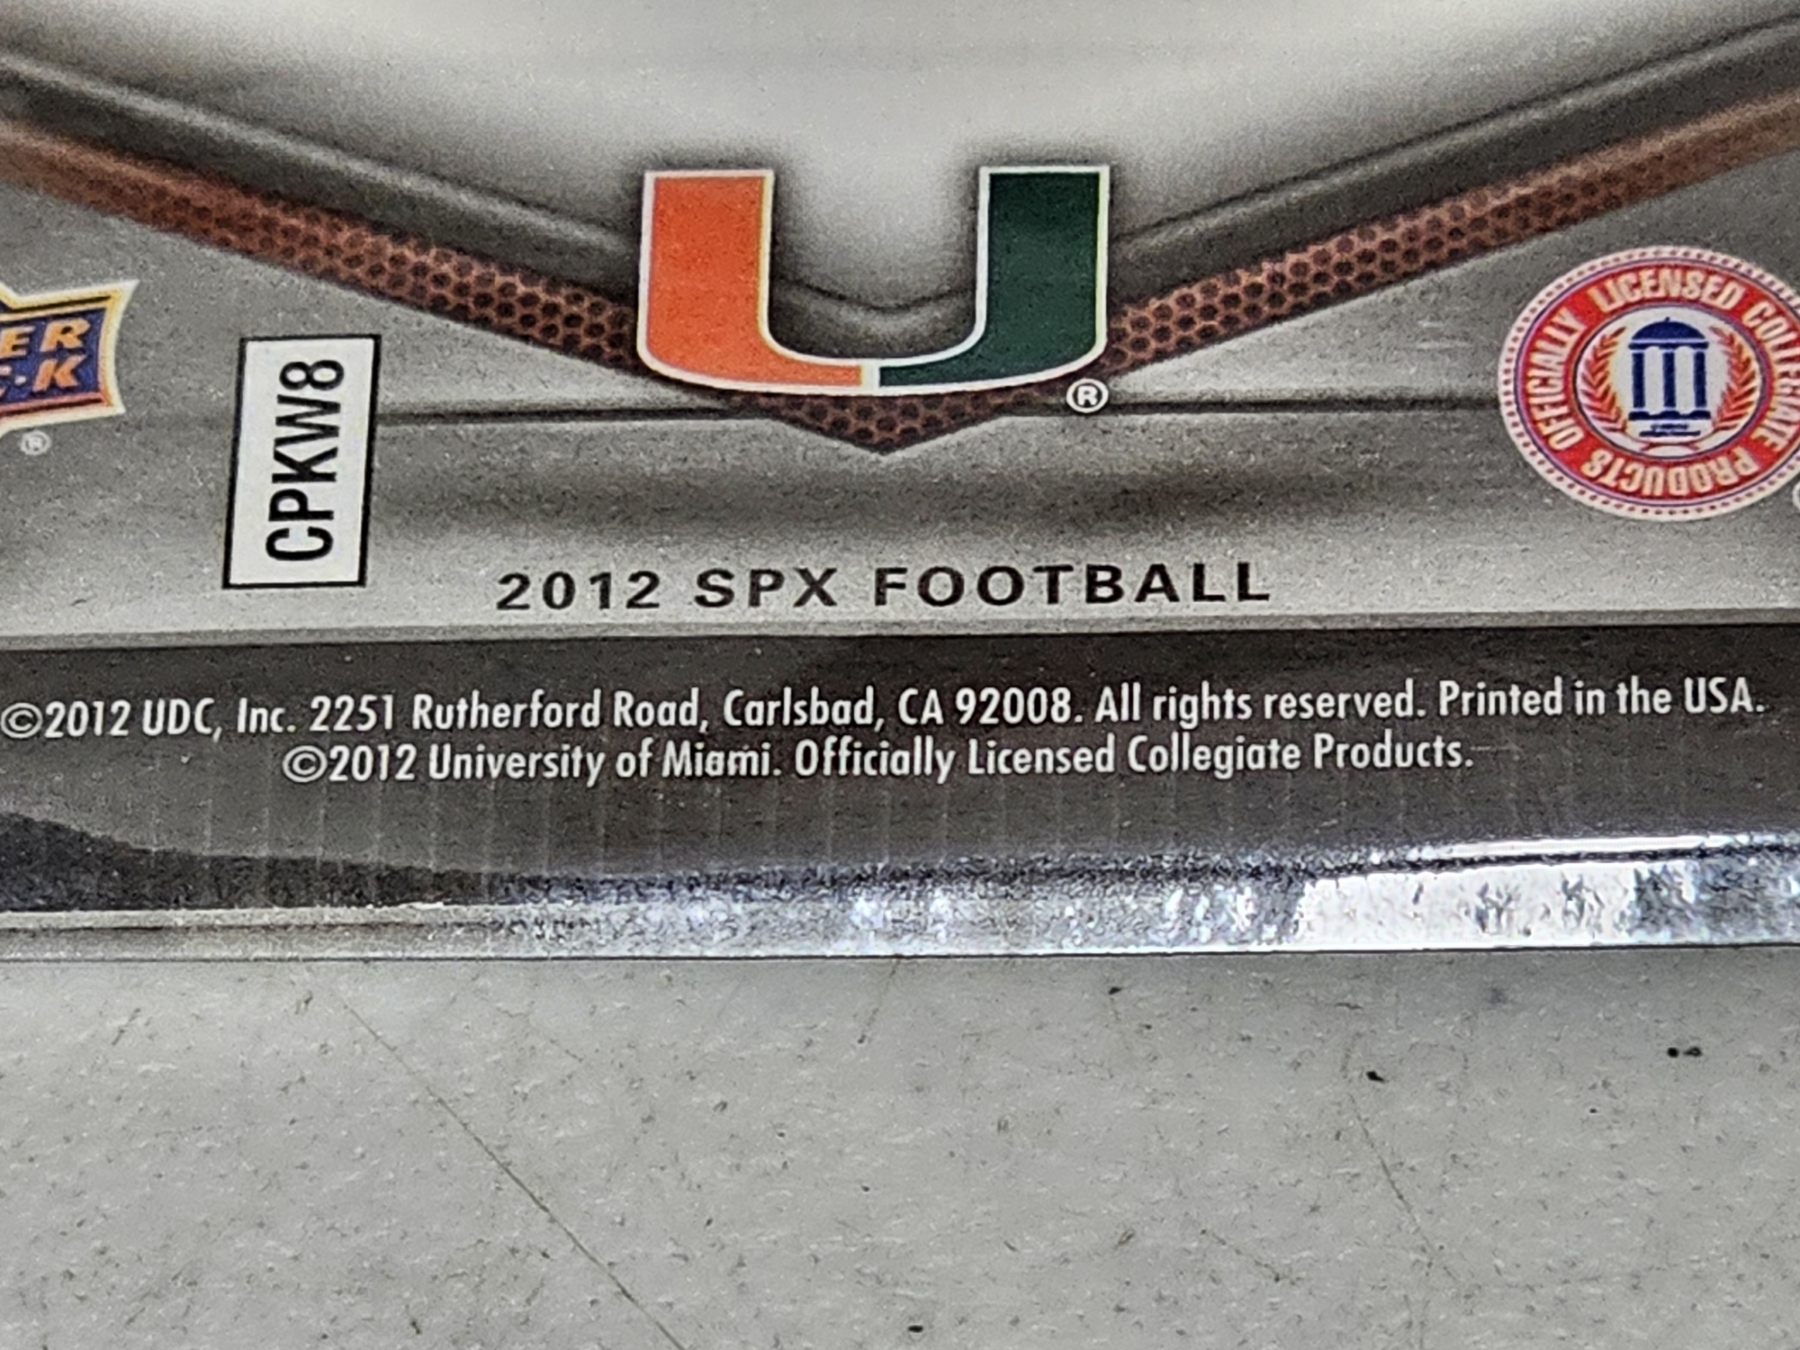 ER
C·K
®
CPKW8
®
OFFICIALLY LICENSED COLLEGIATE PRODUCTS
2012 SPX FOOTBALL
©2012 UDC, Inc. 2251 Rutherford Road, Carlsbad, CA 92008. All rights reserved. Printed in the USA.
©2012 University of Miami. Officially Licensed Collegiate Products.